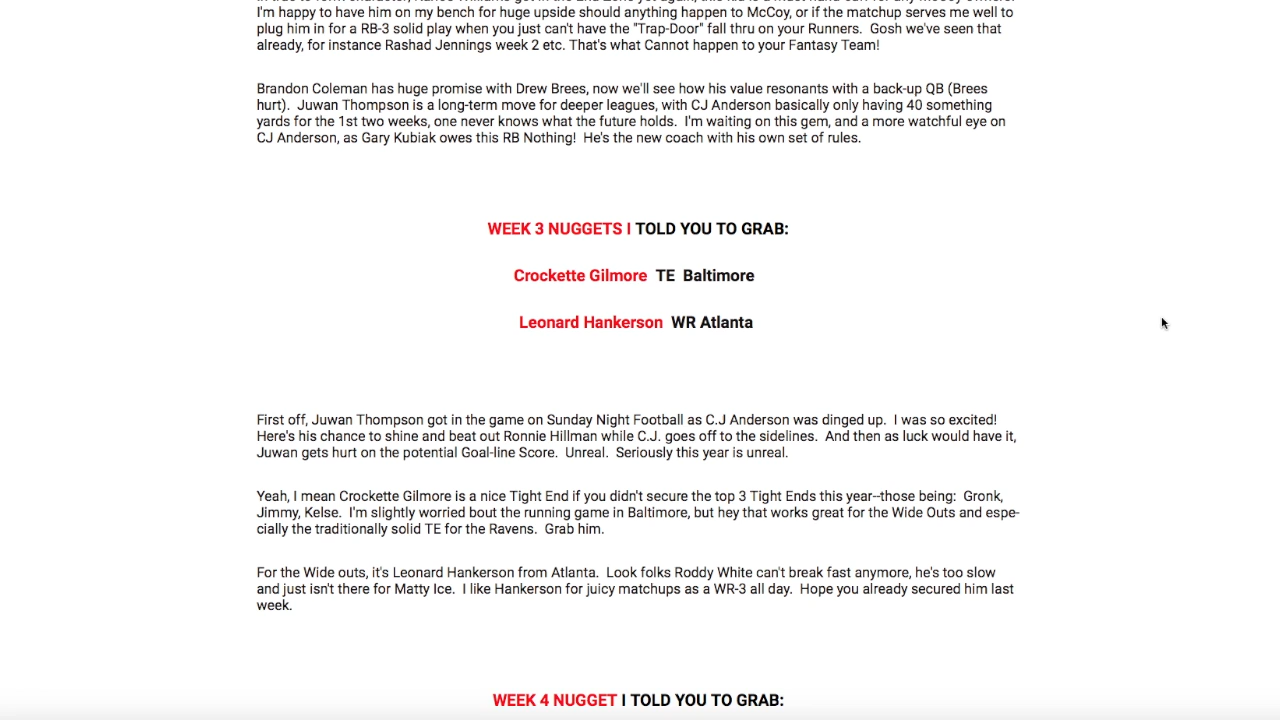 I'm happy to have him on my bench for huge upside should anything happen to McCoy, or if the matchup serves me well to
plug him in for a RB-3 solid play when you just can't have the "Trap-Door" fall thru on your Runners. Gosh we've seen that
already, for instance Rashad Jennings week 2 etc. That's what Cannot happen to your Fantasy Team!
Brandon Coleman has huge promise with Drew Brees, now we'll see how his value resonants with a back-up QB (Brees
hurt). Juwan Thompson is a long-term move for deeper leagues, with CJ Anderson basically only having 40 something
yards for the 1st two weeks, one never knows what the future holds. I'm waiting on this gem, and a more watchful eye on
CJ Anderson, as Gary Kubiak owes this RB Nothing! He's the new coach with his own set of rules.
WEEK 3 NUGGETS I TOLD YOU TO GRAB:
Crockette Gilmore TE Baltimore
Leonard Hankerson WR Atlanta
First off, Juwan Thompson got in the game on Sunday Night Football as C.J Anderson was dinged up. I was so excited!
Here's his chance to shine and beat out Ronnie Hillman while C.J. goes off to the sidelines. And then as luck would have it,
Juwan gets hurt on the potential Goal-line Score. Unreal. Seriously this year is unreal.
Yeah, I mean Crockette Gilmore is a nice Tight End if you didn't secure the top 3 Tight Ends this year--those being: Gronk,
Jimmy, Kelse. I'm slightly worried bout the running game in Baltimore, but hey that works great for the Wide Outs and espe-
cially the traditionally solid TE for the Ravens. Grab him.
For the Wide outs, it's Leonard Hankerson from Atlanta. Look folks Roddy White can't break fast anymore, he's too slow
and just isn't there for Matty Ice. I like Hankerson for juicy matchups as a WR-3 all day. Hope you already secured him last
week.
WEEK 4 NUGGET I TOLD YOU TO GRAB: